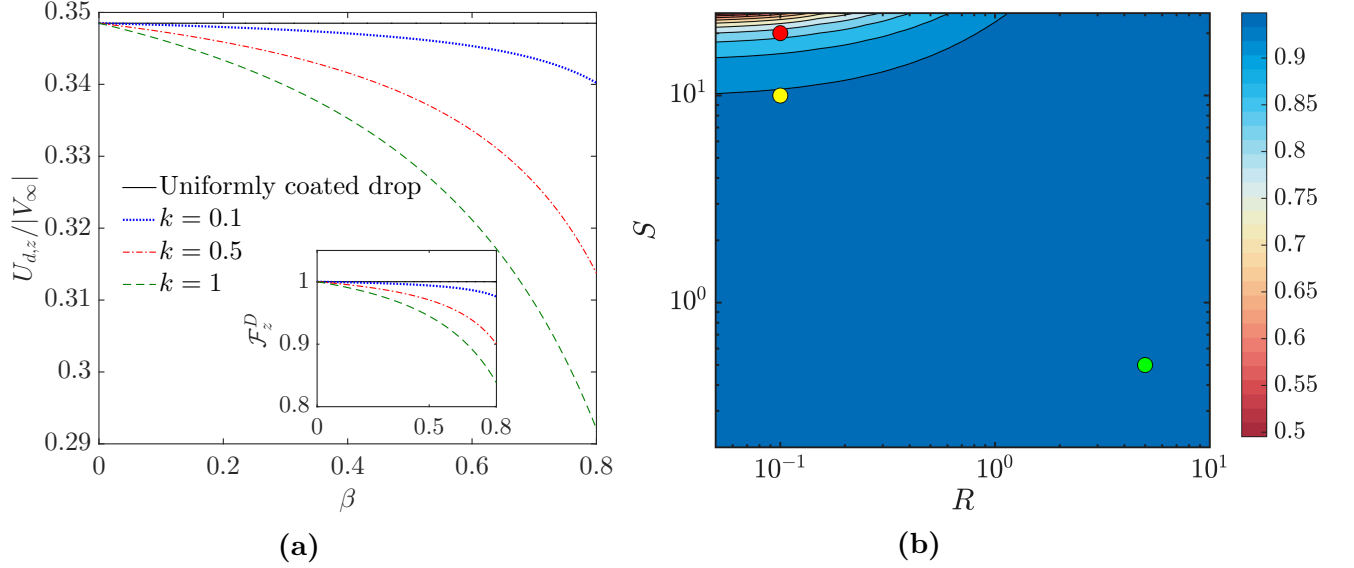 0.35
0.34
0.33
0.32
0.31
0.3
0.29
U_{d,z}/|V_∞|
Uniformly coated drop
k = 0.1
k = 0.5
k = 1
1
0.9
0.8
F_z^D
0 0.5 0.8
0 0.2 0.4 0.6 0.8
β
(a)
10^1
10^0
S
10^{-1} 10^0 10^1
R
0.9
0.85
0.8
0.75
0.7
0.65
0.6
0.55
0.5
(b)